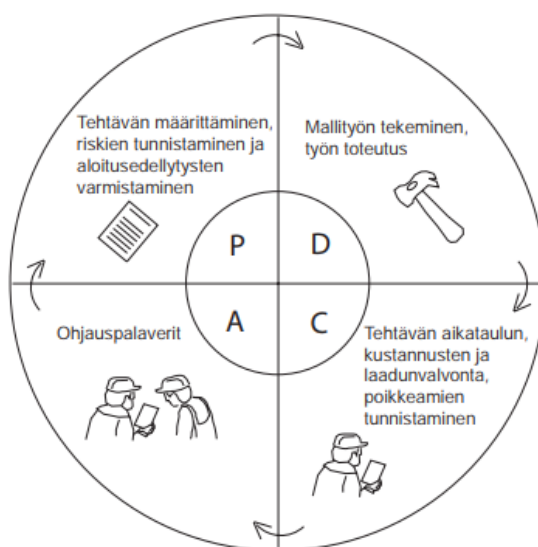 Tehtävän määrittäminen,
riskien tunnistaminen ja
aloitusedellytysten
varmistaminen
Mallityön tekeminen,
työn toteutus
P
D
A
C
Ohjauspalaverit
Tehtävän aikataulun,
kustannusten ja
laadunvalvonta,
poikkeamien
tunnistaminen